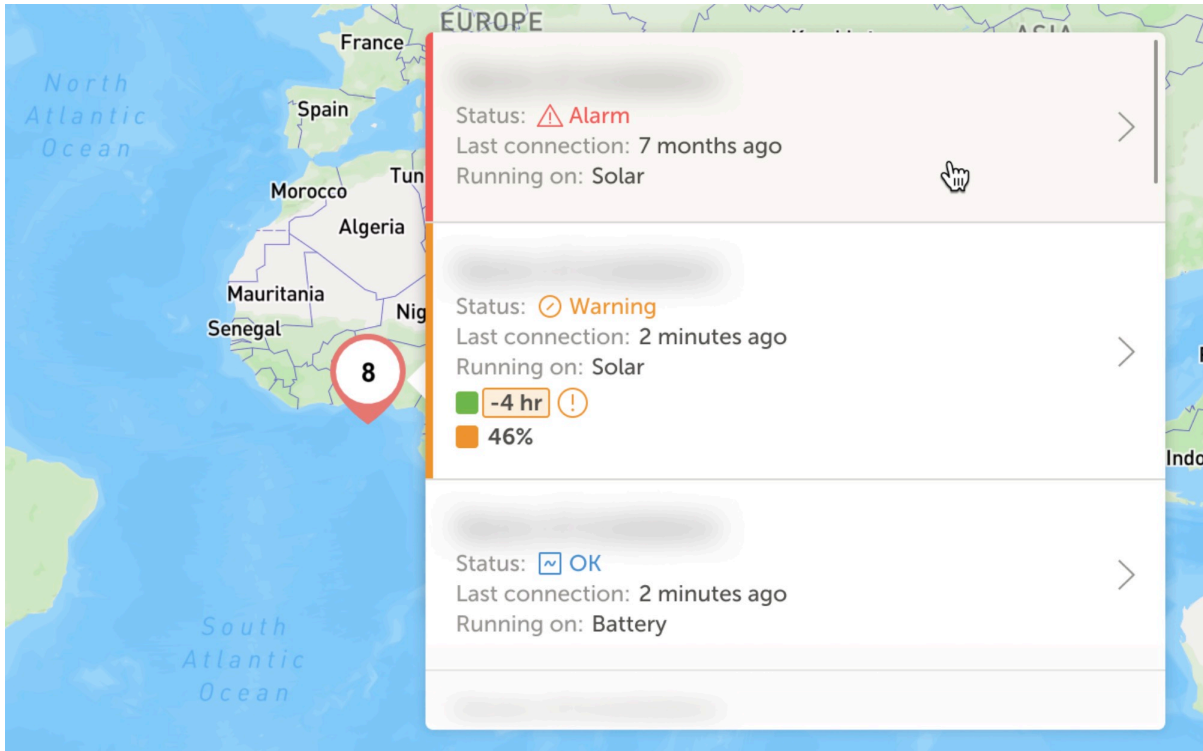 EUROPE
France
North
Atlantic
Ocean
Spain
Morocco
Tun
Algeria
Mauritania
Nig
Senegal
8
South
Atlantic
Ocean
Indo
Status: Alarm
Last connection: 7 months ago
Running on: Solar
Status: Warning
Last connection: 2 minutes ago
Running on: Solar
-4 hr
46%
Status: OK
Last connection: 2 minutes ago
Running on: Battery